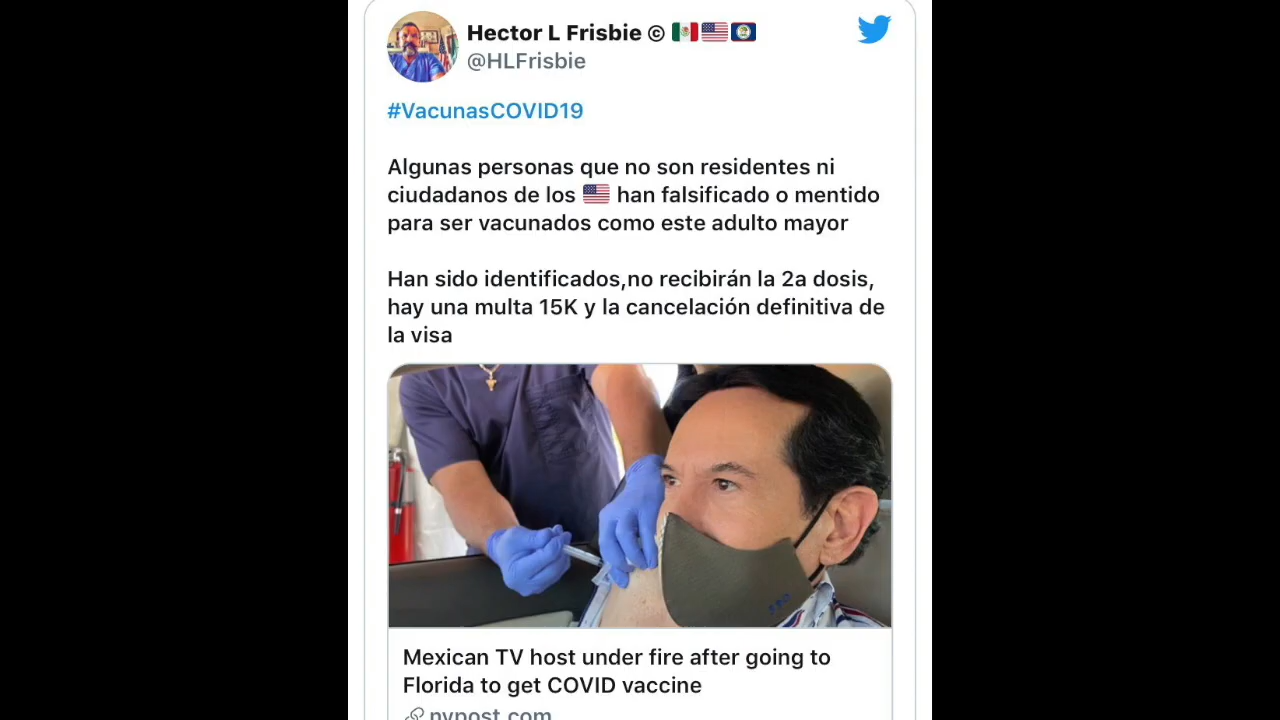 Hector L Frisbie © 🇲🇽🇺🇸🇧🇿
@HLFrisbie
#VacunasCOVID19
Algunas personas que no son residentes ni
ciudadanos de los 🇺🇸 han falsificado o mentido
para ser vacunados como este adulto mayor
Han sido identificados,no recibirán la 2a dosis,
hay una multa 15K y la cancelación definitiva de
la visa
Mexican TV host under fire after going to
Florida to get COVID vaccine
nypost.com